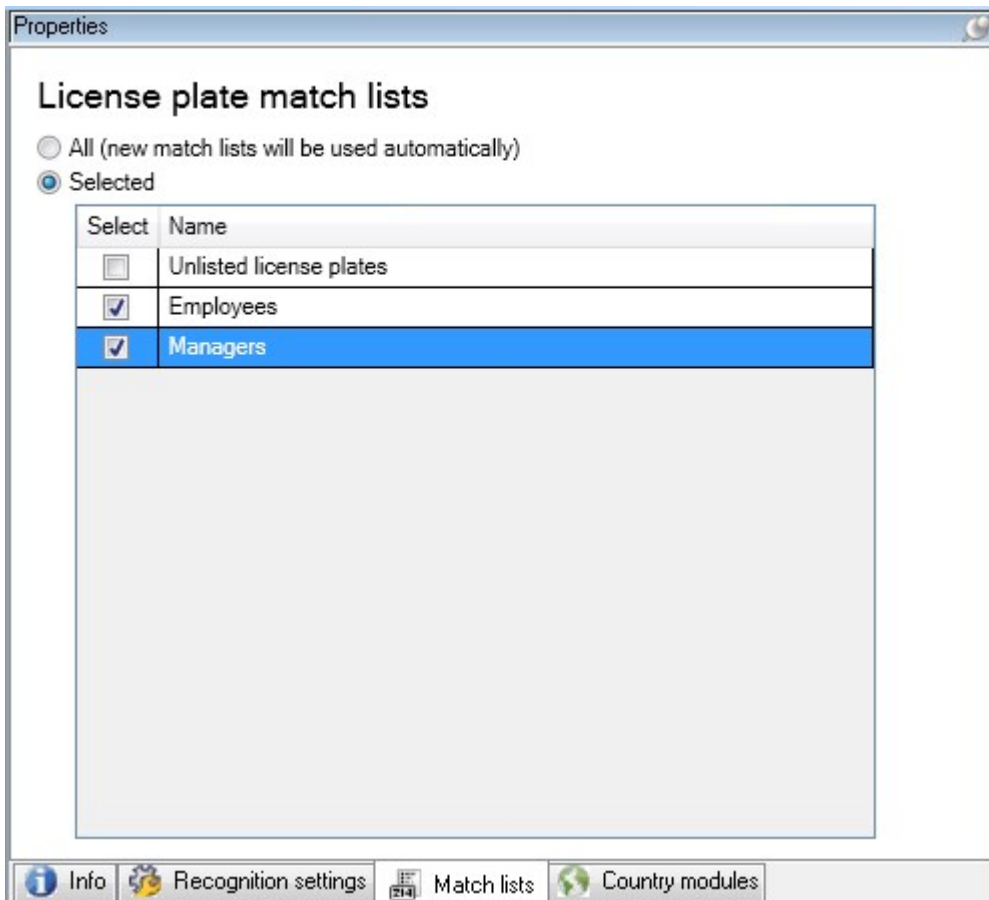 Properties
License plate match lists
All (new match lists will be used automatically)
Selected
Select Name
Unlisted license plates
Employees
Managers
Info Recognition settings Match lists Country modules